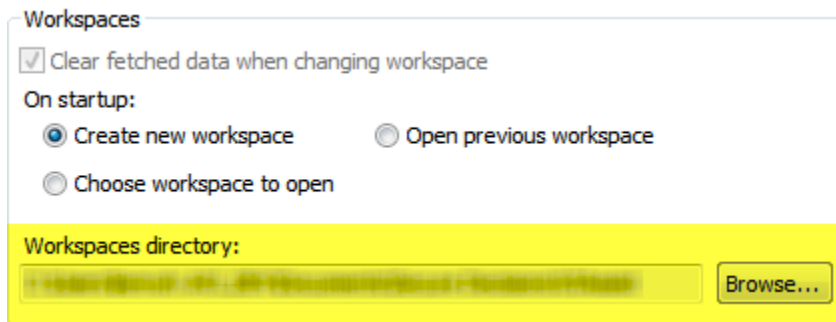 Workspaces
Clear fetched data when changing workspace
On startup:
Create new workspace Open previous workspace
Choose workspace to open
Workspaces directory:
Browse...